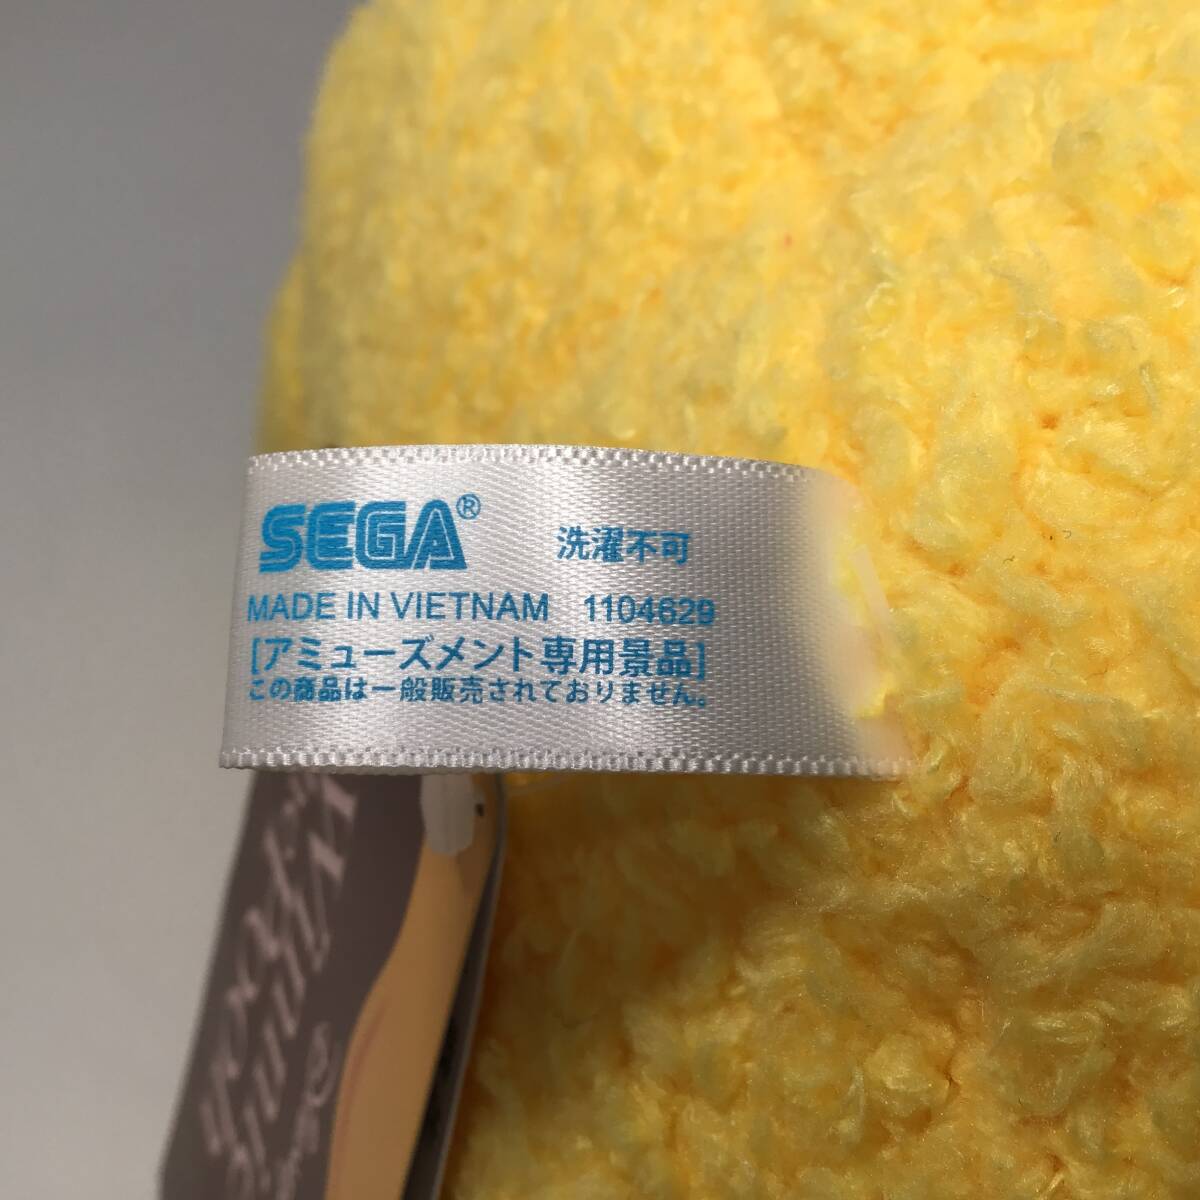 SEGA® 洗濯不可
MADE IN VIETNAM 1104629
[アミューズメント専用景品]
この商品は一般販売されておりません。